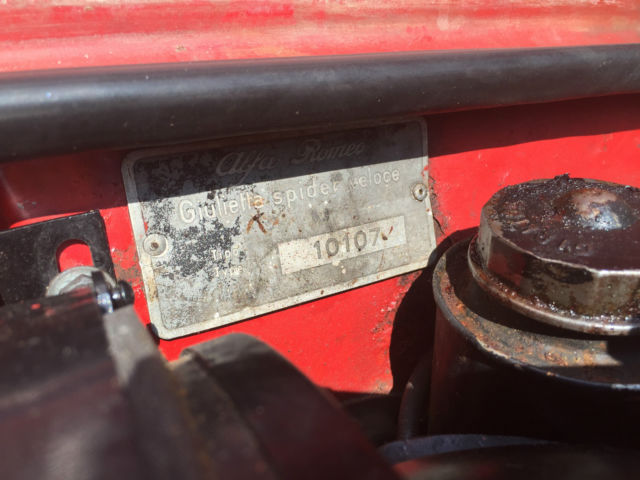 Alfa Romeo
Giulietta spider veloce
10107